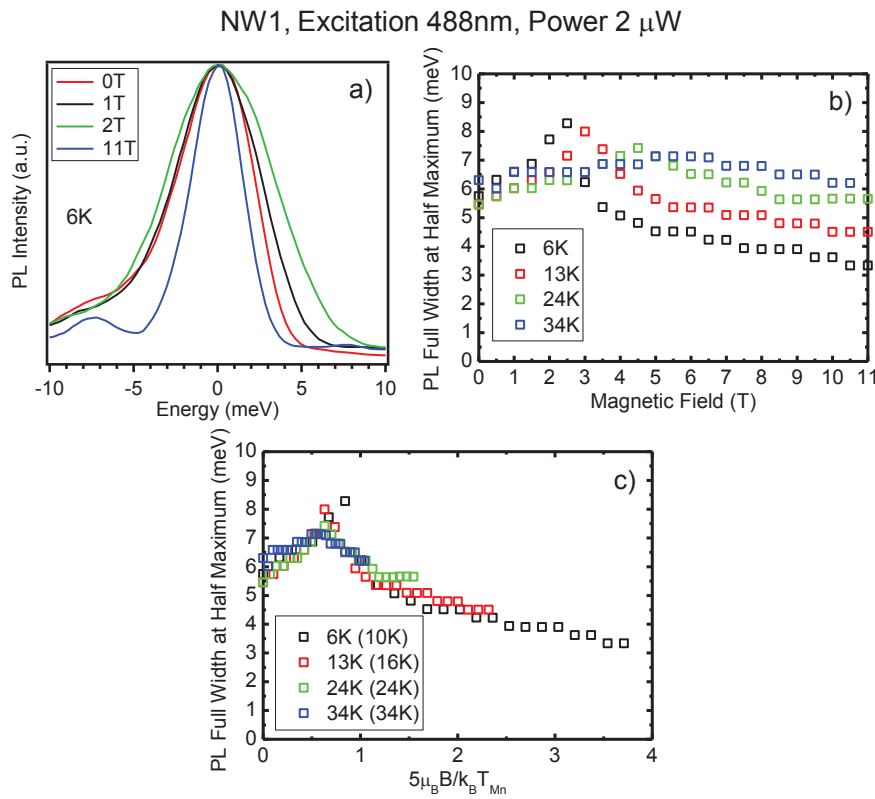 NW1, Excitation 488nm, Power 2 μW
a)
0T
1T
2T
11T
6K
PL Intensity (a.u.)
-10 -5 0 5 10
Energy (meV)
b)
PL Full Width at Half Maximum (meV)
10
9
8
7
6
5
4
3
2
1
0
6K
13K
24K
34K
0 1 2 3 4 5 6 7 8 9 10 11
Magnetic Field (T)
c)
PL Full Width at Half Maximum (meV)
10
9
8
7
6
5
4
3
2
1
0
6K (10K)
13K (16K)
24K (24K)
34K (34K)
0 1 2 3 4
5μ_BB/k_BT_Mn